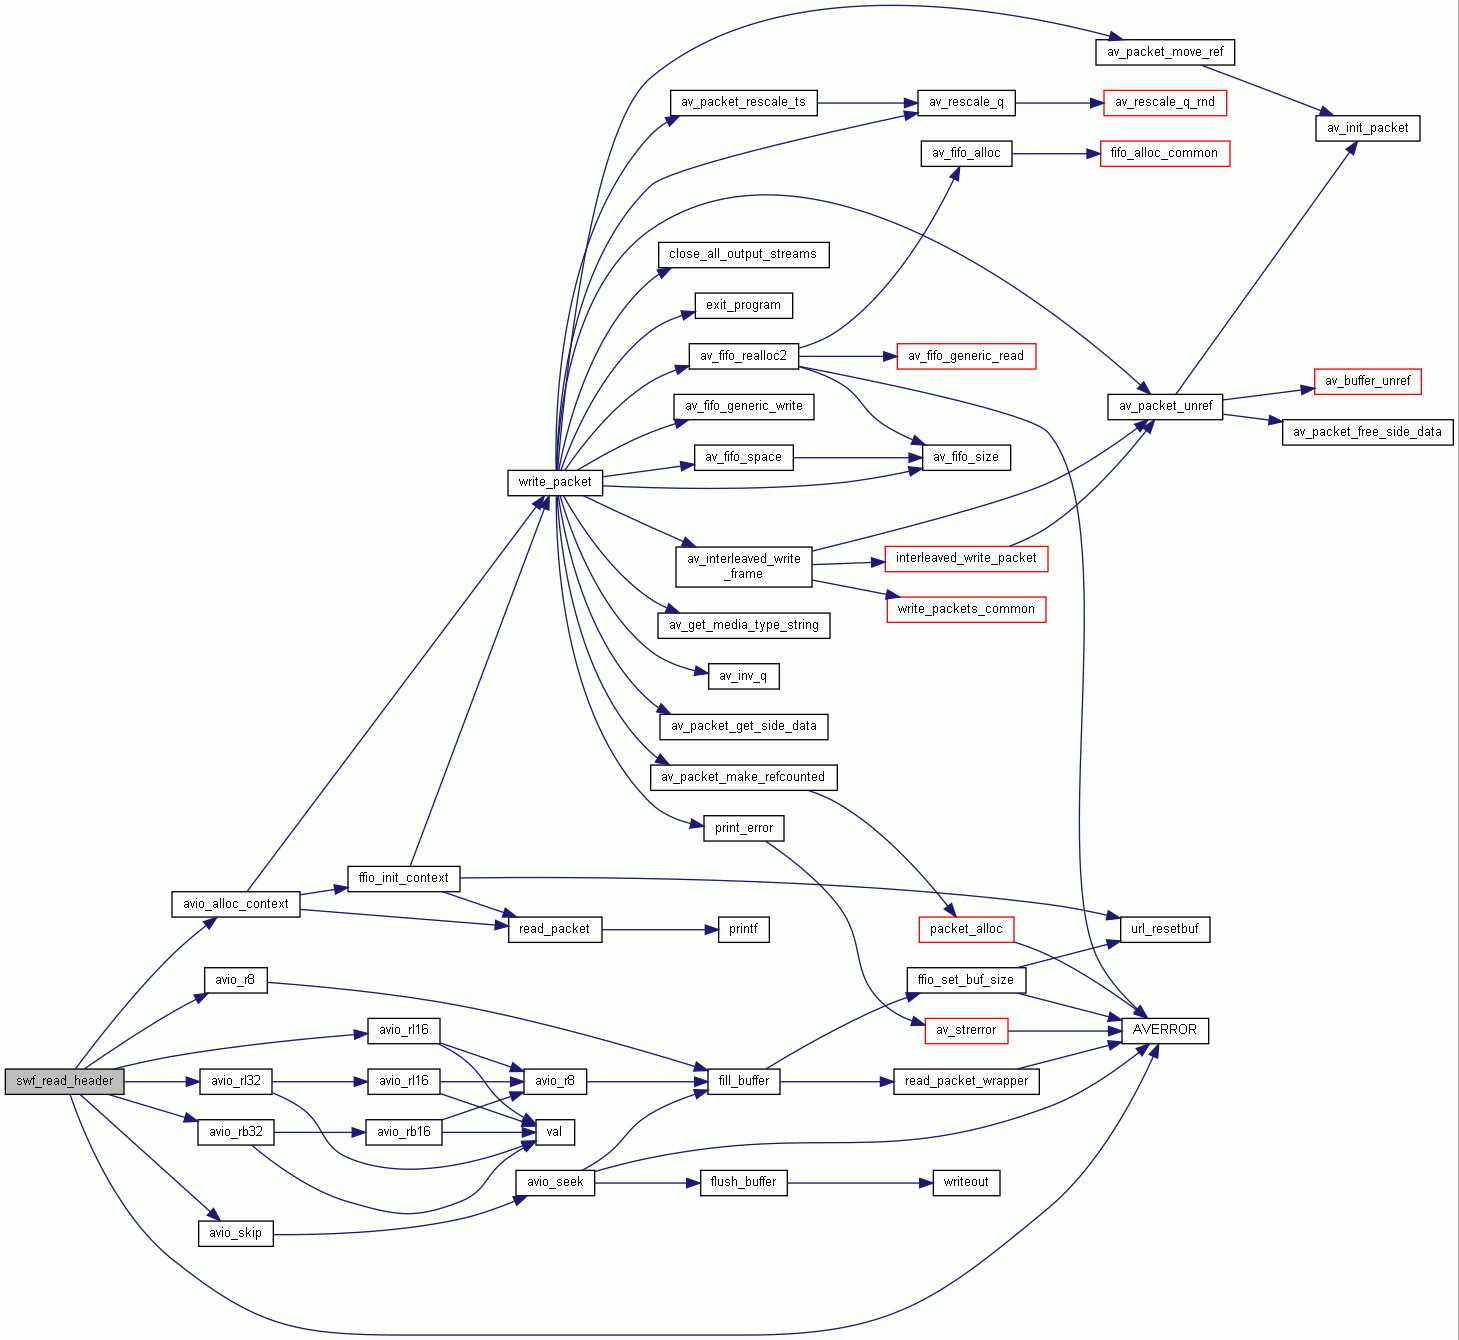 av_packet_move_ref
av_packet_rescale_ts
av_rescale_q
av_rescale_q_rnd
av_init_packet
av_fifo_alloc
fifo_alloc_common
close_all_output_streams
exit_program
av_fifo_realloc2
av_fifo_generic_read
av_buffer_unref
av_fifo_generic_write
av_packet_unref
av_packet_free_side_data
av_fifo_space
av_fifo_size
write_packet
av_interleaved_write
_frame
interleaved_write_packet
write_packets_common
av_get_media_type_string
av_inv_q
av_packet_get_side_data
av_packet_make_refcounted
print_error
ffio_init_context
avio_alloc_context
read_packet
printf
packet_alloc
url_resetbuf
avio_r8
ffio_set_buf_size
avio_rl16
av_strerror
AVERROR
swf_read_header
avio_rl32
avio_rl16
avio_r8
fill_buffer
read_packet_wrapper
avio_rb32
avio_rb16
val
avio_seek
flush_buffer
writeout
avio_skip